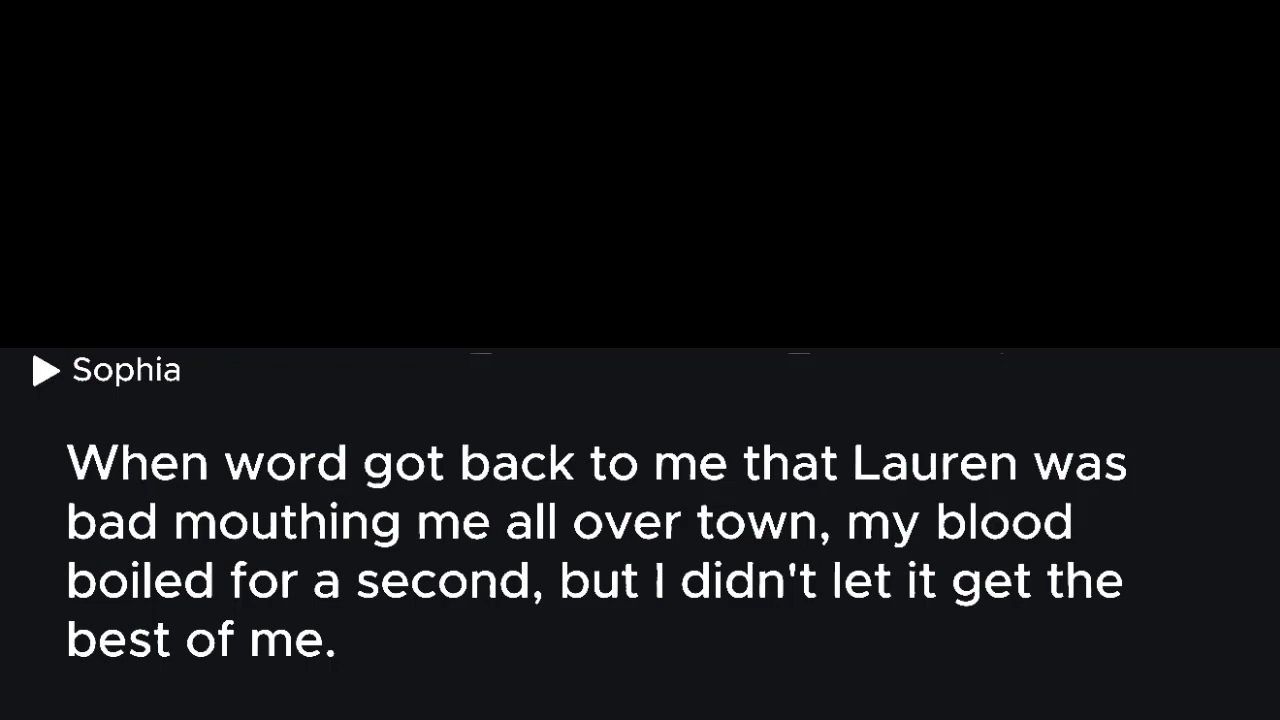 Sophia
When word got back to me that Lauren was
bad mouthing me all over town, my blood
boiled for a second, but I didn't let it get the
best of me.